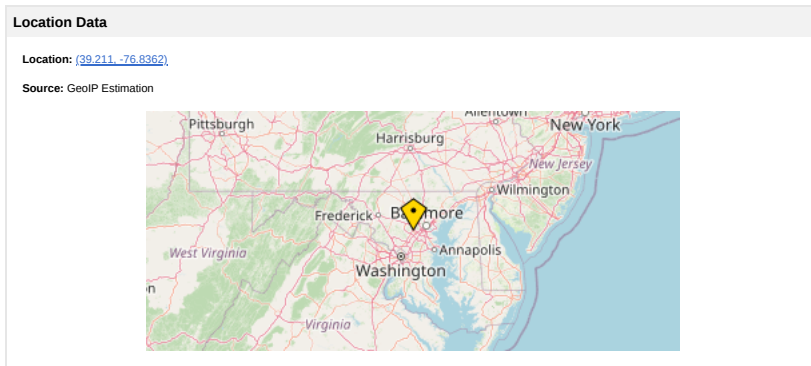 Location Data
Location: (39.211, -76.8362)
Source: GeoIP Estimation
Allentown
Pittsburgh
New York
Harrisburg
New Jersey
Wilmington
Frederick
Annapolis
West Virginia
Washington
n
Virginia